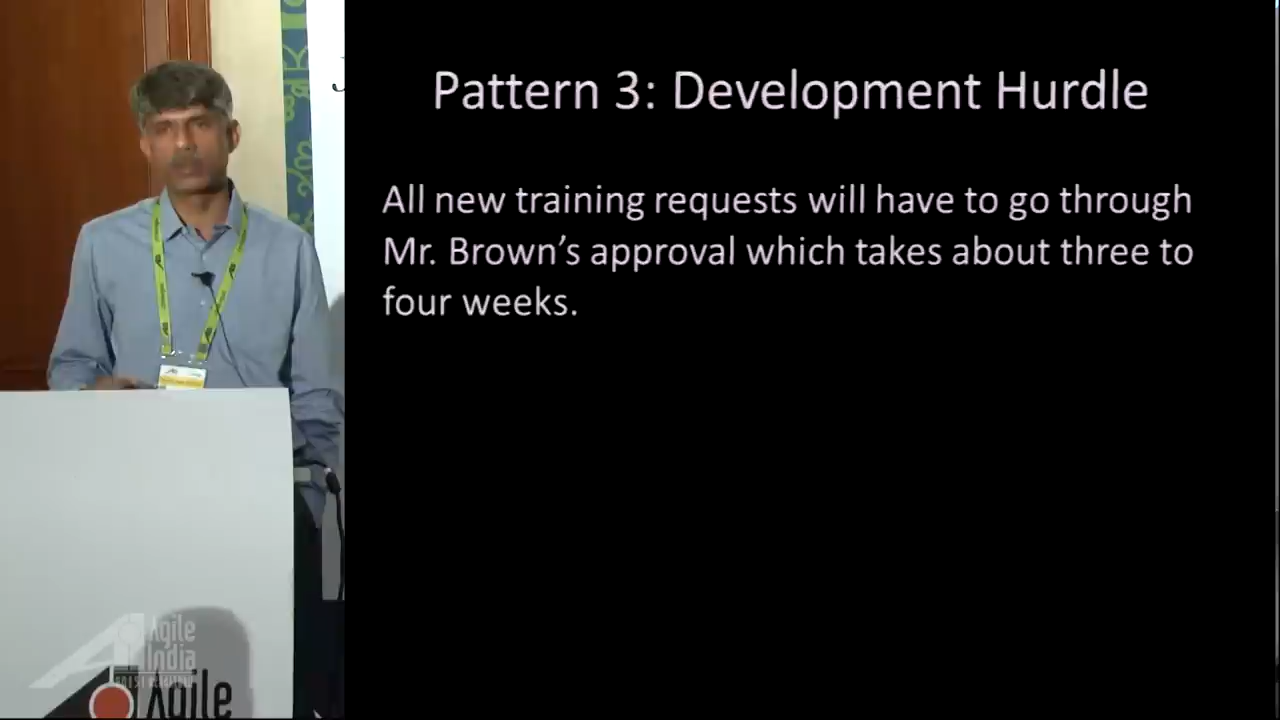 Pattern 3: Development Hurdle
All new training requests will have to go through
Mr. Brown's approval which takes about three to
four weeks.
Agile
India
Agile